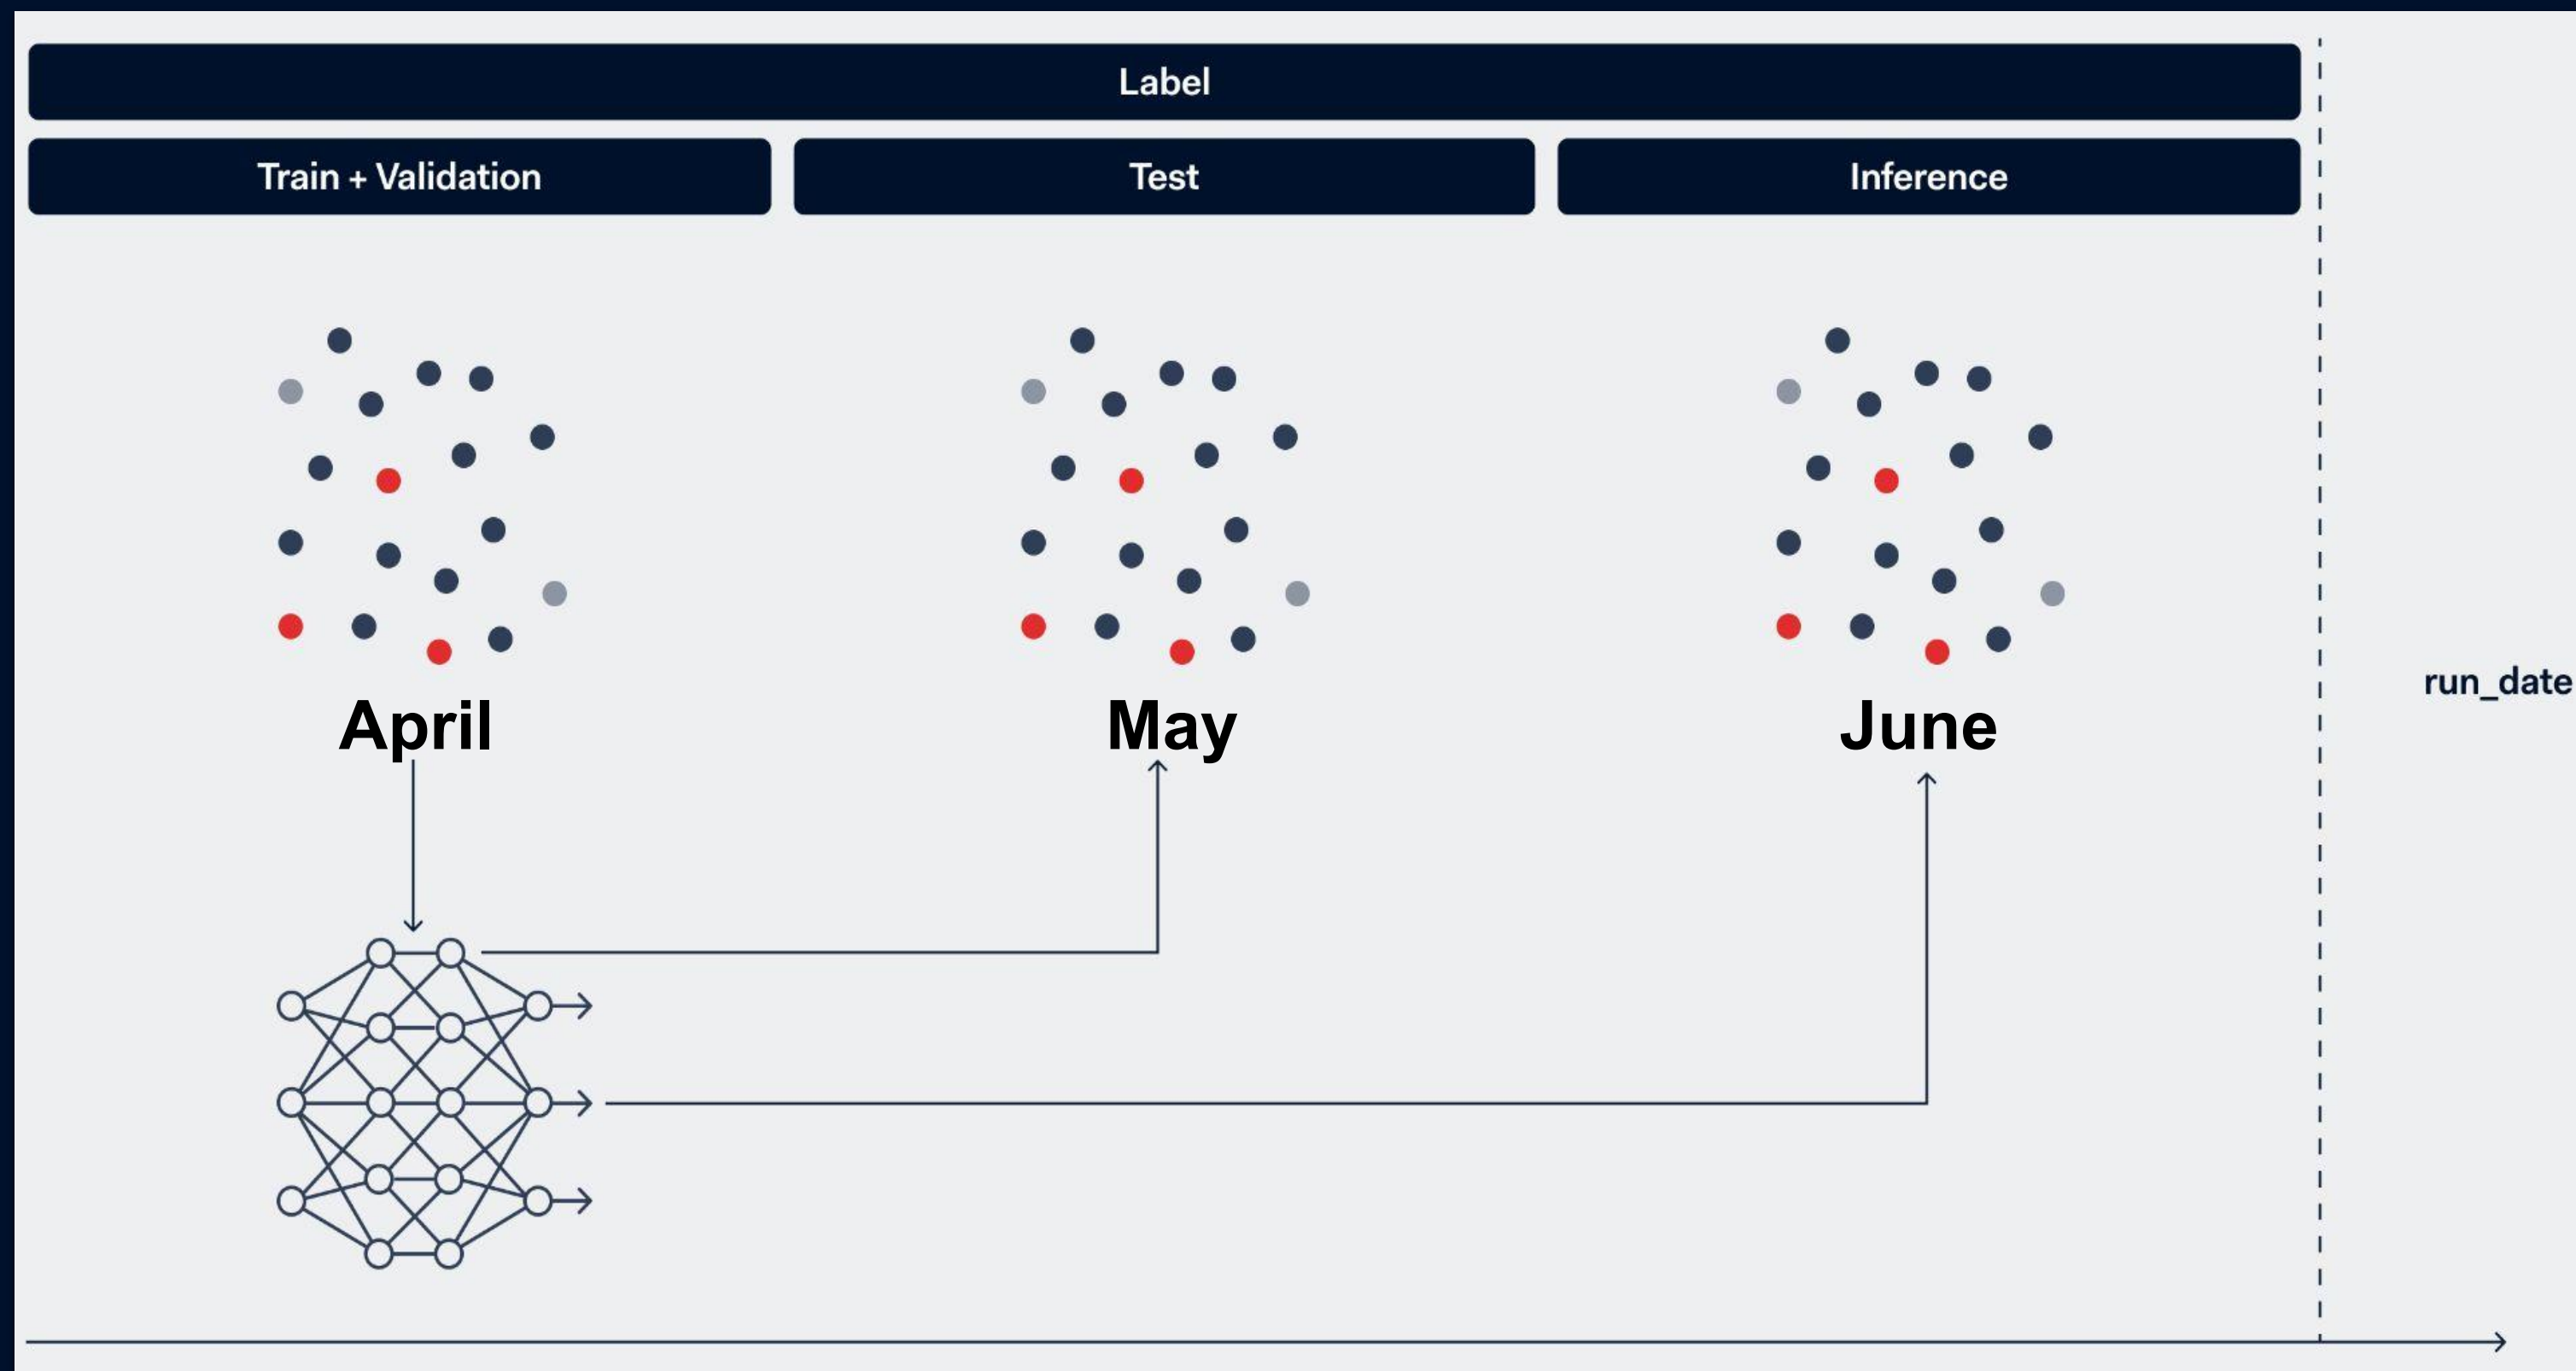 Label
Train + Validation
Test
Inference
April
May
June
run_date